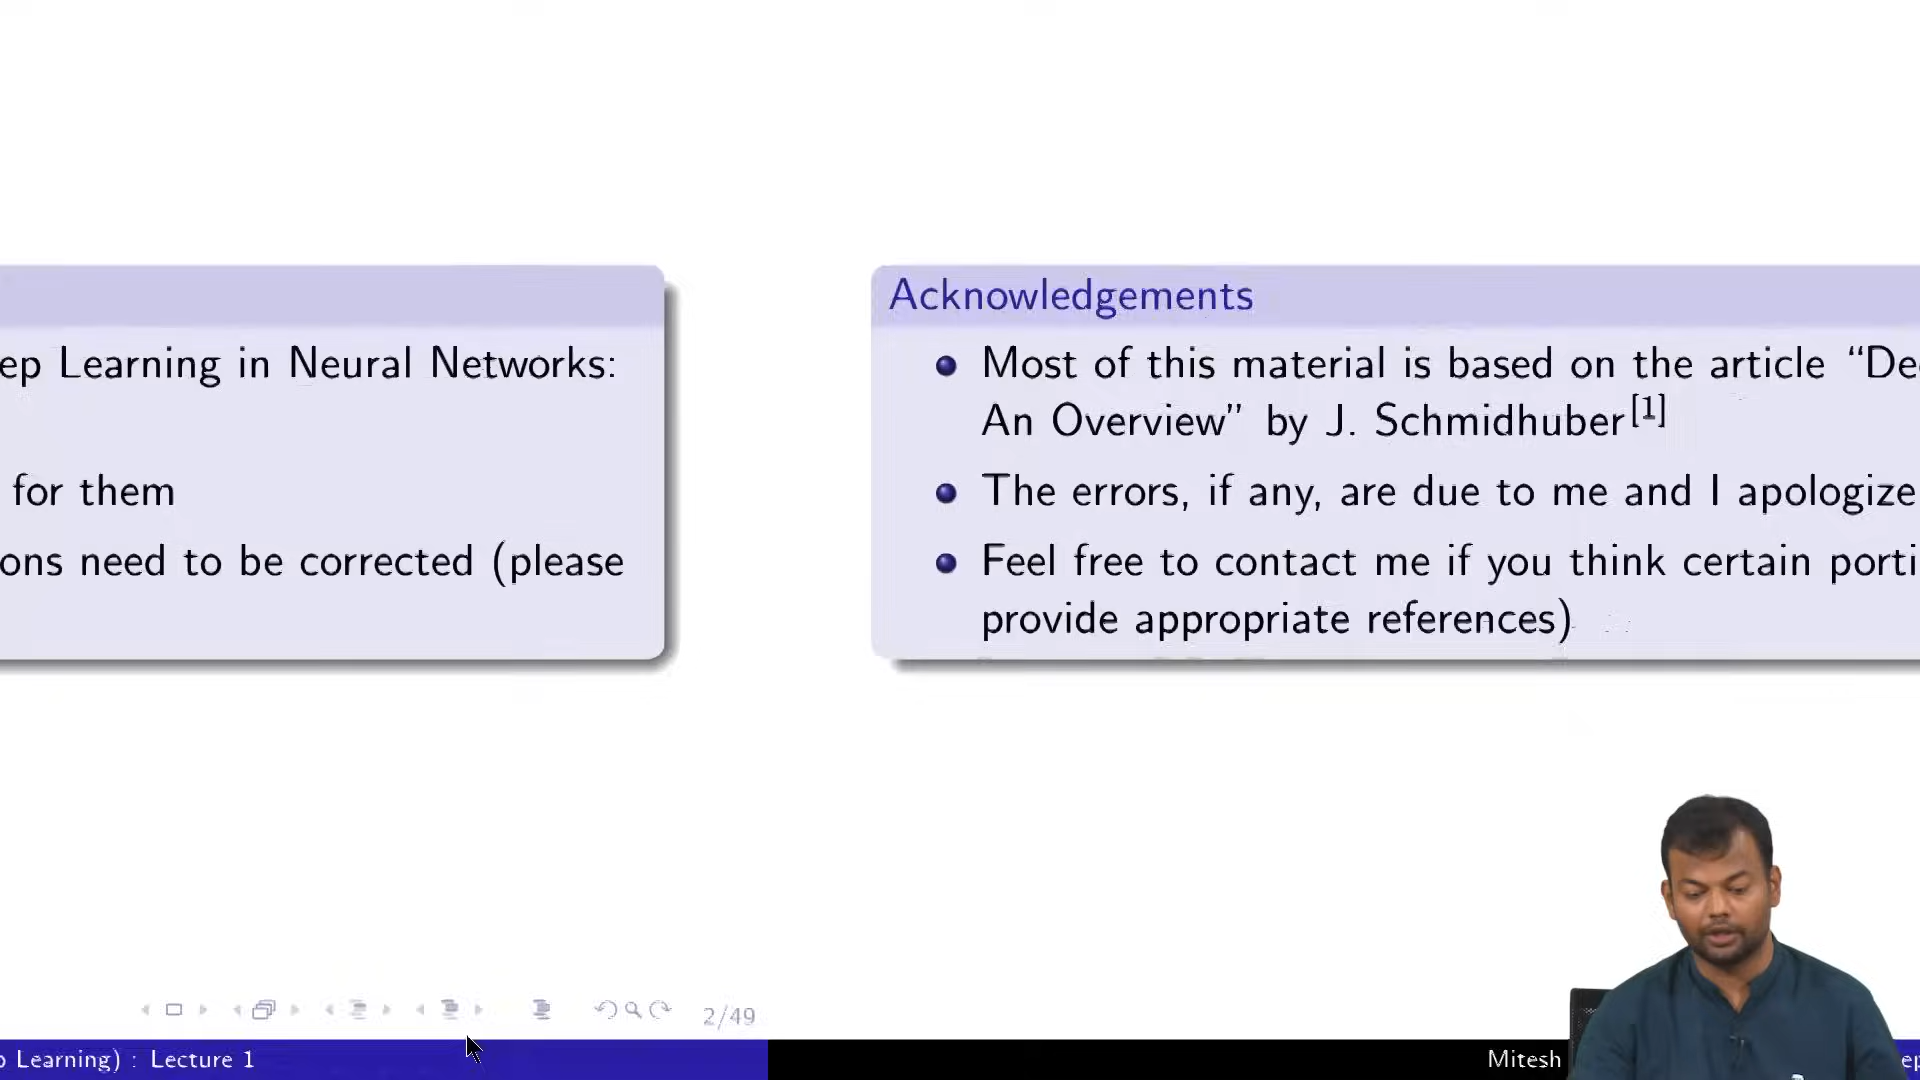 ep Learning in Neural Networks:
for them
ons need to be corrected (please
Acknowledgements
Most of this material is based on the article “De
An Overview” by J. Schmidhuber[1]
The errors, if any, are due to me and I apologize
Feel free to contact me if you think certain porti
provide appropriate references)
2/49
Learning) : Lecture 1
Mitesh
ep